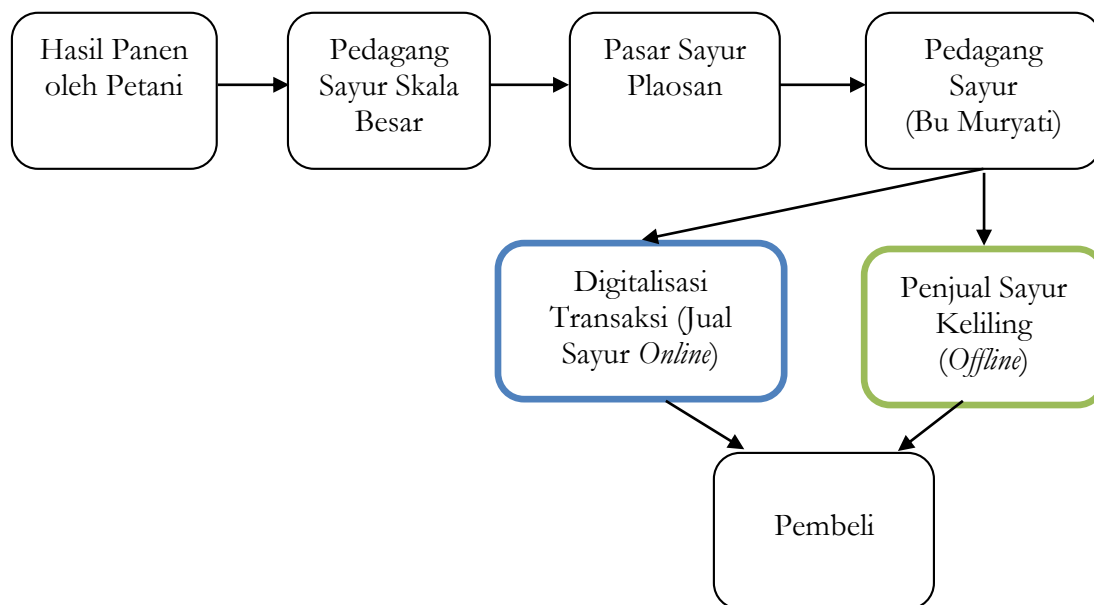 Hasil Panen
oleh Petani
Pedagang
Sayur Skala
Besar
Pasar Sayur
Plaosan
Pedagang
Sayur
(Bu Muryati)
Digitalisasi
Transaksi (Jual
Sayur Online)
Penjual Sayur
Keliling
(Offline)
Pembeli